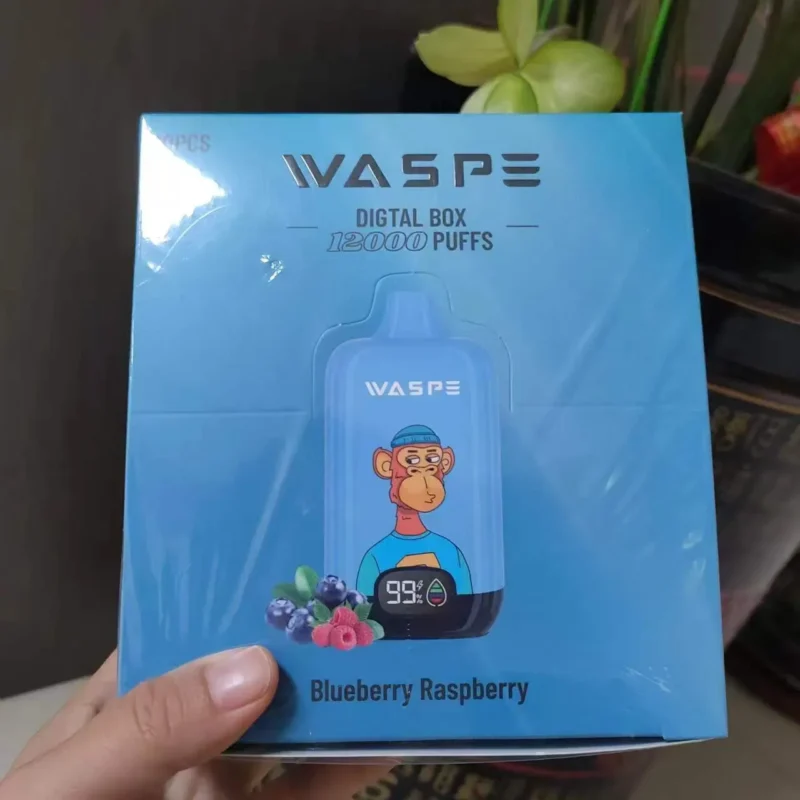 WASPE
DIGTAL BOX
12000 PUFFS
WASPE
99%
Blueberry Raspberry